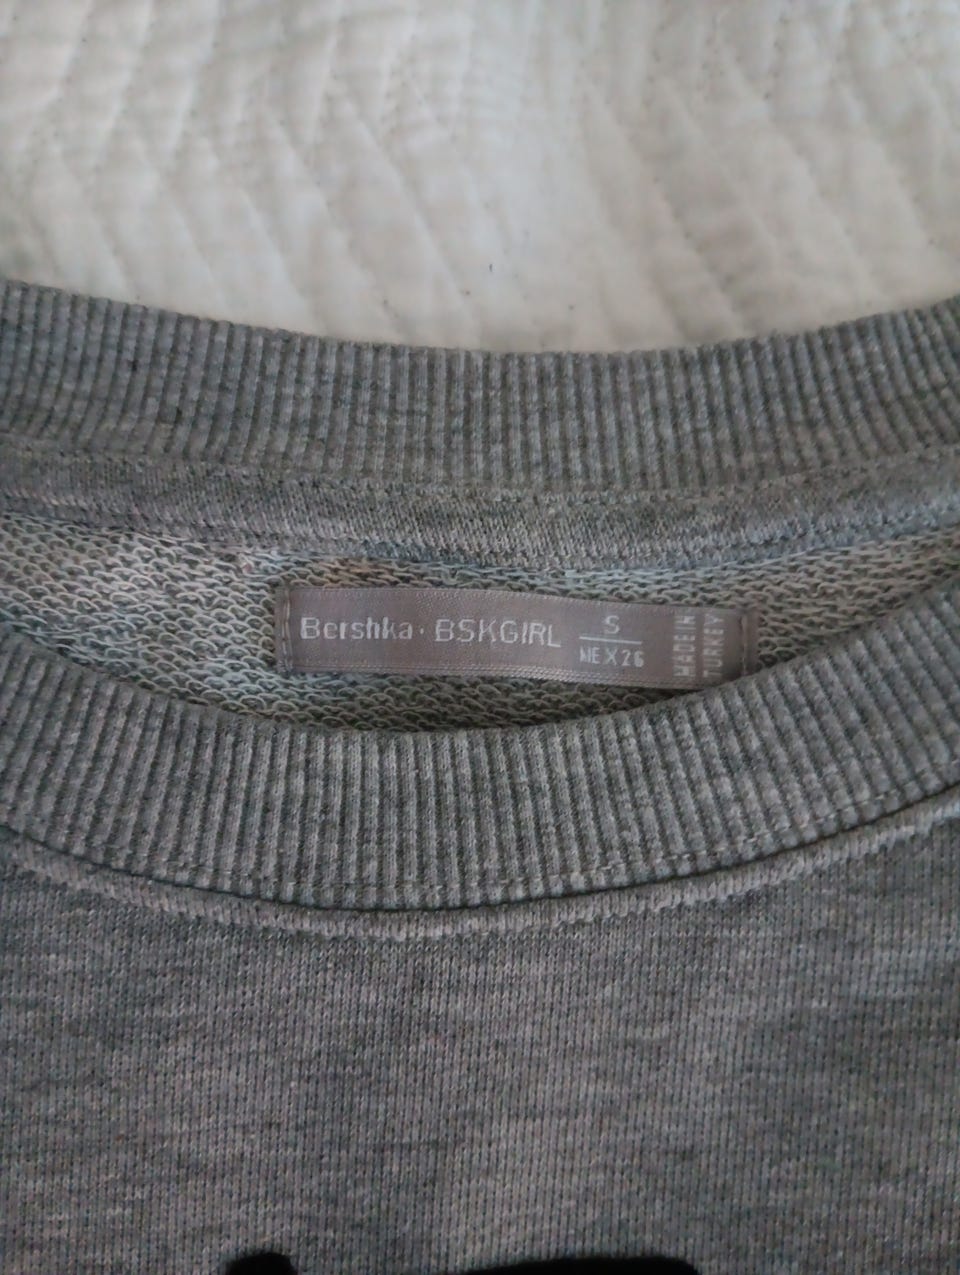 Bershka · BSKGIRL
S
MEX 26
MADE IN
TURKEY